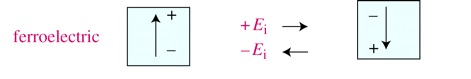 ferroelectric
+
−
+E_i
−E_i
−
+